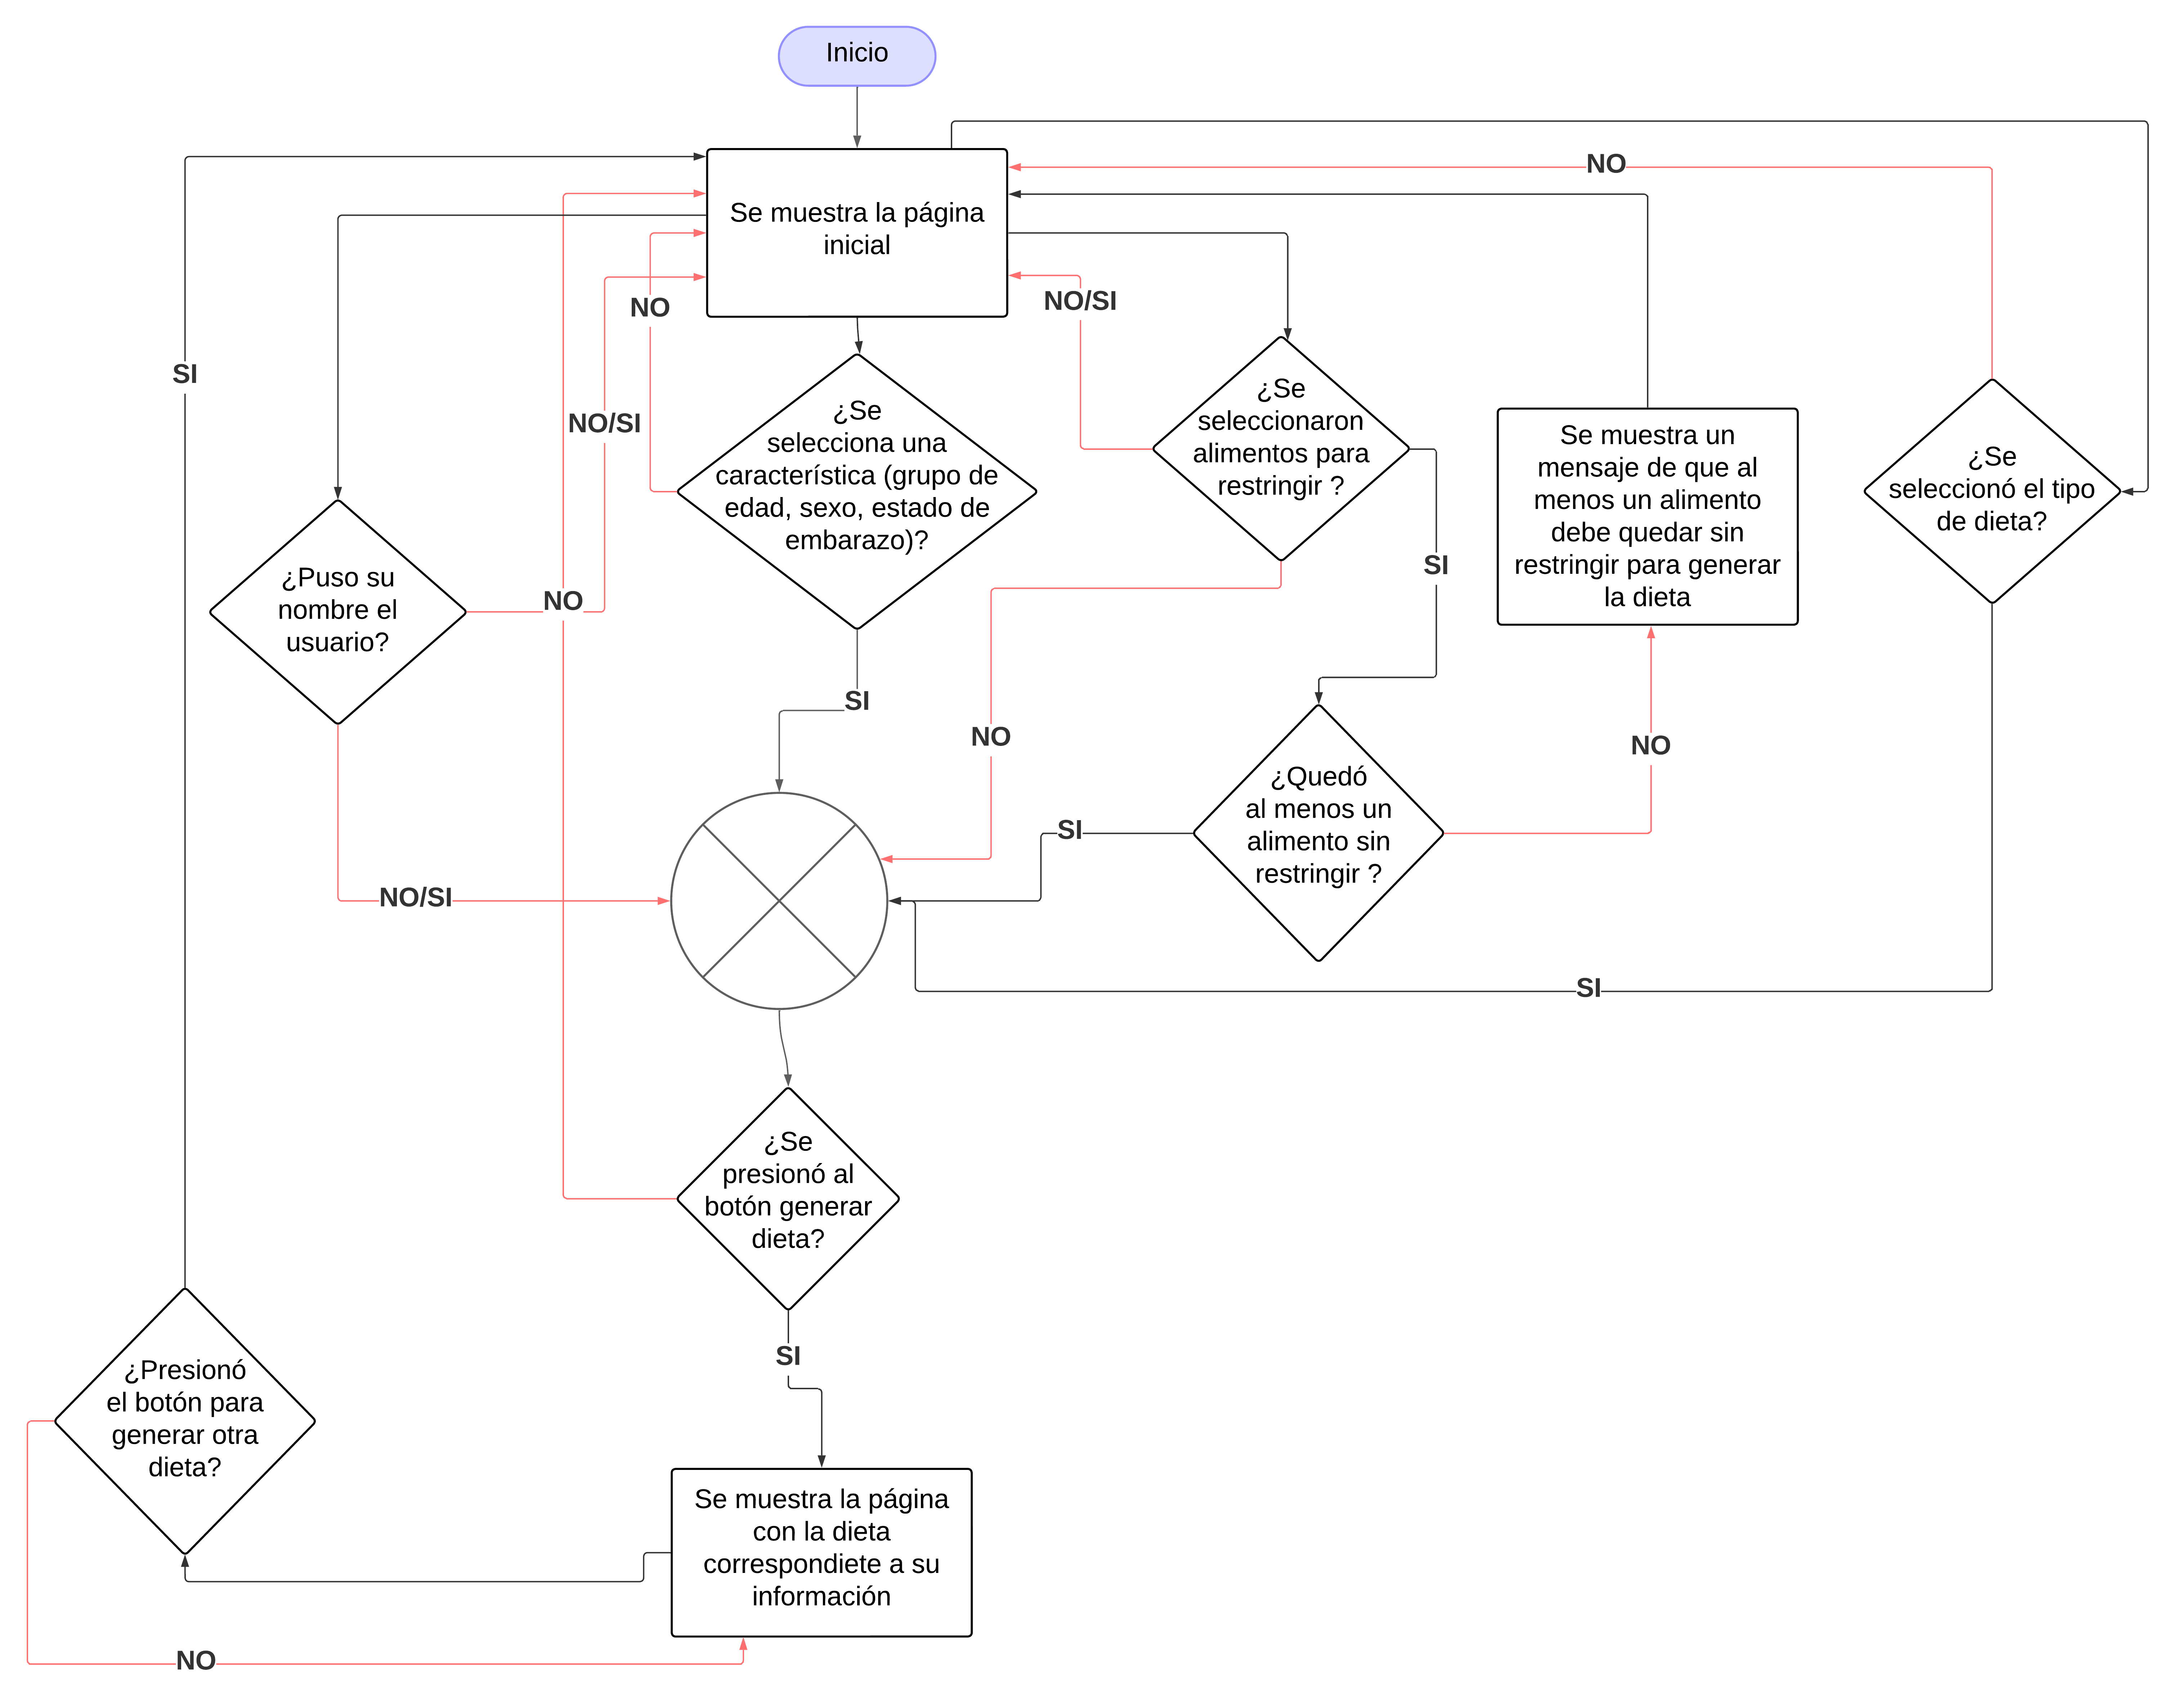 Inicio
NO
Se muestra la página
inicial
NO
NO/SI
SI
NO/SI
¿Se
selecciona una
característica (grupo de
edad, sexo, estado de
embarazo)?
¿Se
seleccionaron
alimentos para
restringir ?
Se muestra un
mensaje de que al
menos un alimento
debe quedar sin
restringir para generar
la dieta
¿Se
seleccionó el tipo
de dieta?
¿Puso su
nombre el
usuario?
NO
SI
SI
NO
NO
¿Quedó
al menos un
alimento sin
restringir ?
SI
NO/SI
SI
¿Se
presionó al
botón generar
dieta?
SI
¿Presionó
el botón para
generar otra
dieta?
Se muestra la página
con la dieta
correspondiete a su
información
NO